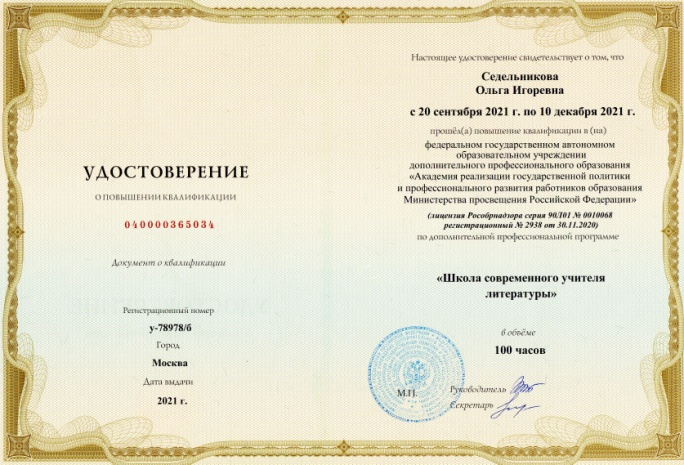 УДОСТОВЕРЕНИЕ
О ПОВЫШЕНИИ КВАЛИФИКАЦИИ
040000365034
Документ о квалификации
Регистрационный номер
у-78978/б
Город
Москва
Дата выдачи
2021 г.
Настоящее удостоверение свидетельствует о том, что
Седельникова
Ольга Игоревна
с 20 сентября 2021 г. по 10 декабря 2021 г.
прошёл(а) повышение квалификации в (на)
федеральном государственном автономном
образовательном учреждении
дополнительного профессионального образования
«Академия реализации государственной политики
и профессионального развития работников образования
Министерства просвещения Российской Федерации»
(лицензия Рособрнадзора серия 90Л01 № 0010068
регистрационный № 2938 от 30.11.2020)
по дополнительной профессиональной программе
«Школа современного учителя
литературы»
в объёме
100 часов
М.П.
Руководитель
Секретарь